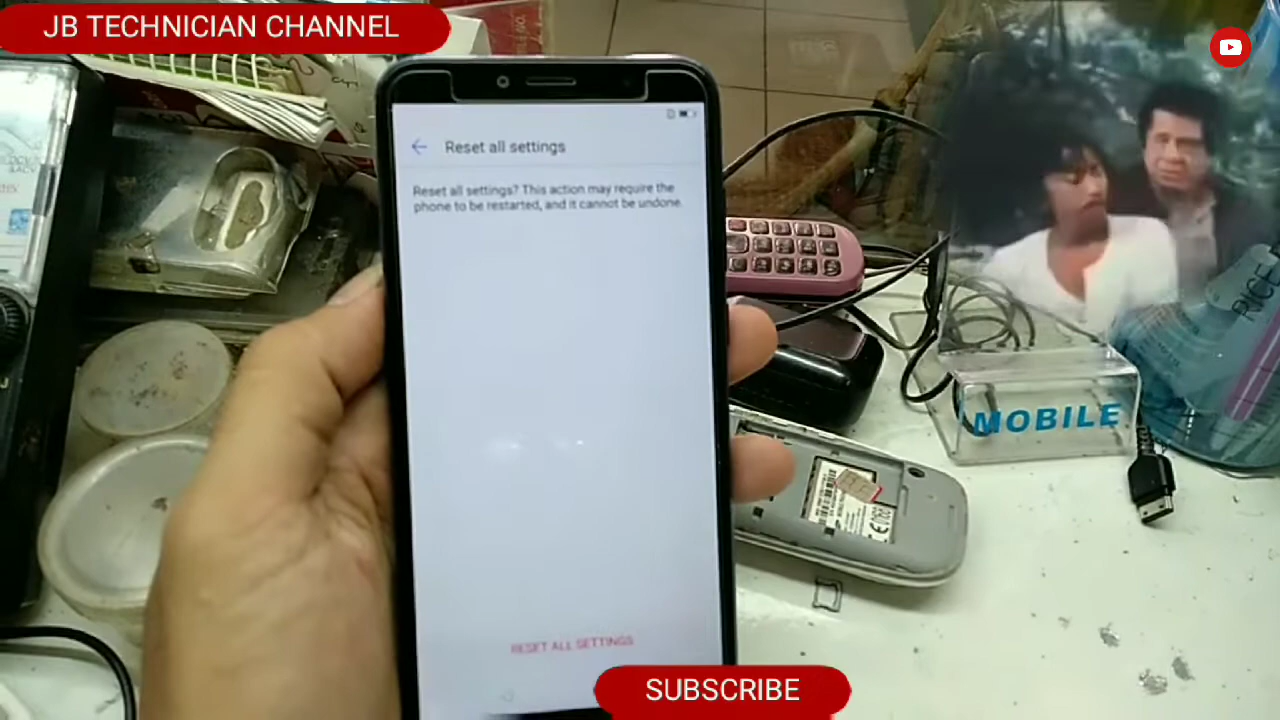 JB TECHNICIAN CHANNEL
Reset all settings
Reset all settings? This action may require the
phone to be restarted, and it cannot be undone.
RICE
MOBILE
RESET ALL SETTINGS
SUBSCRIBE